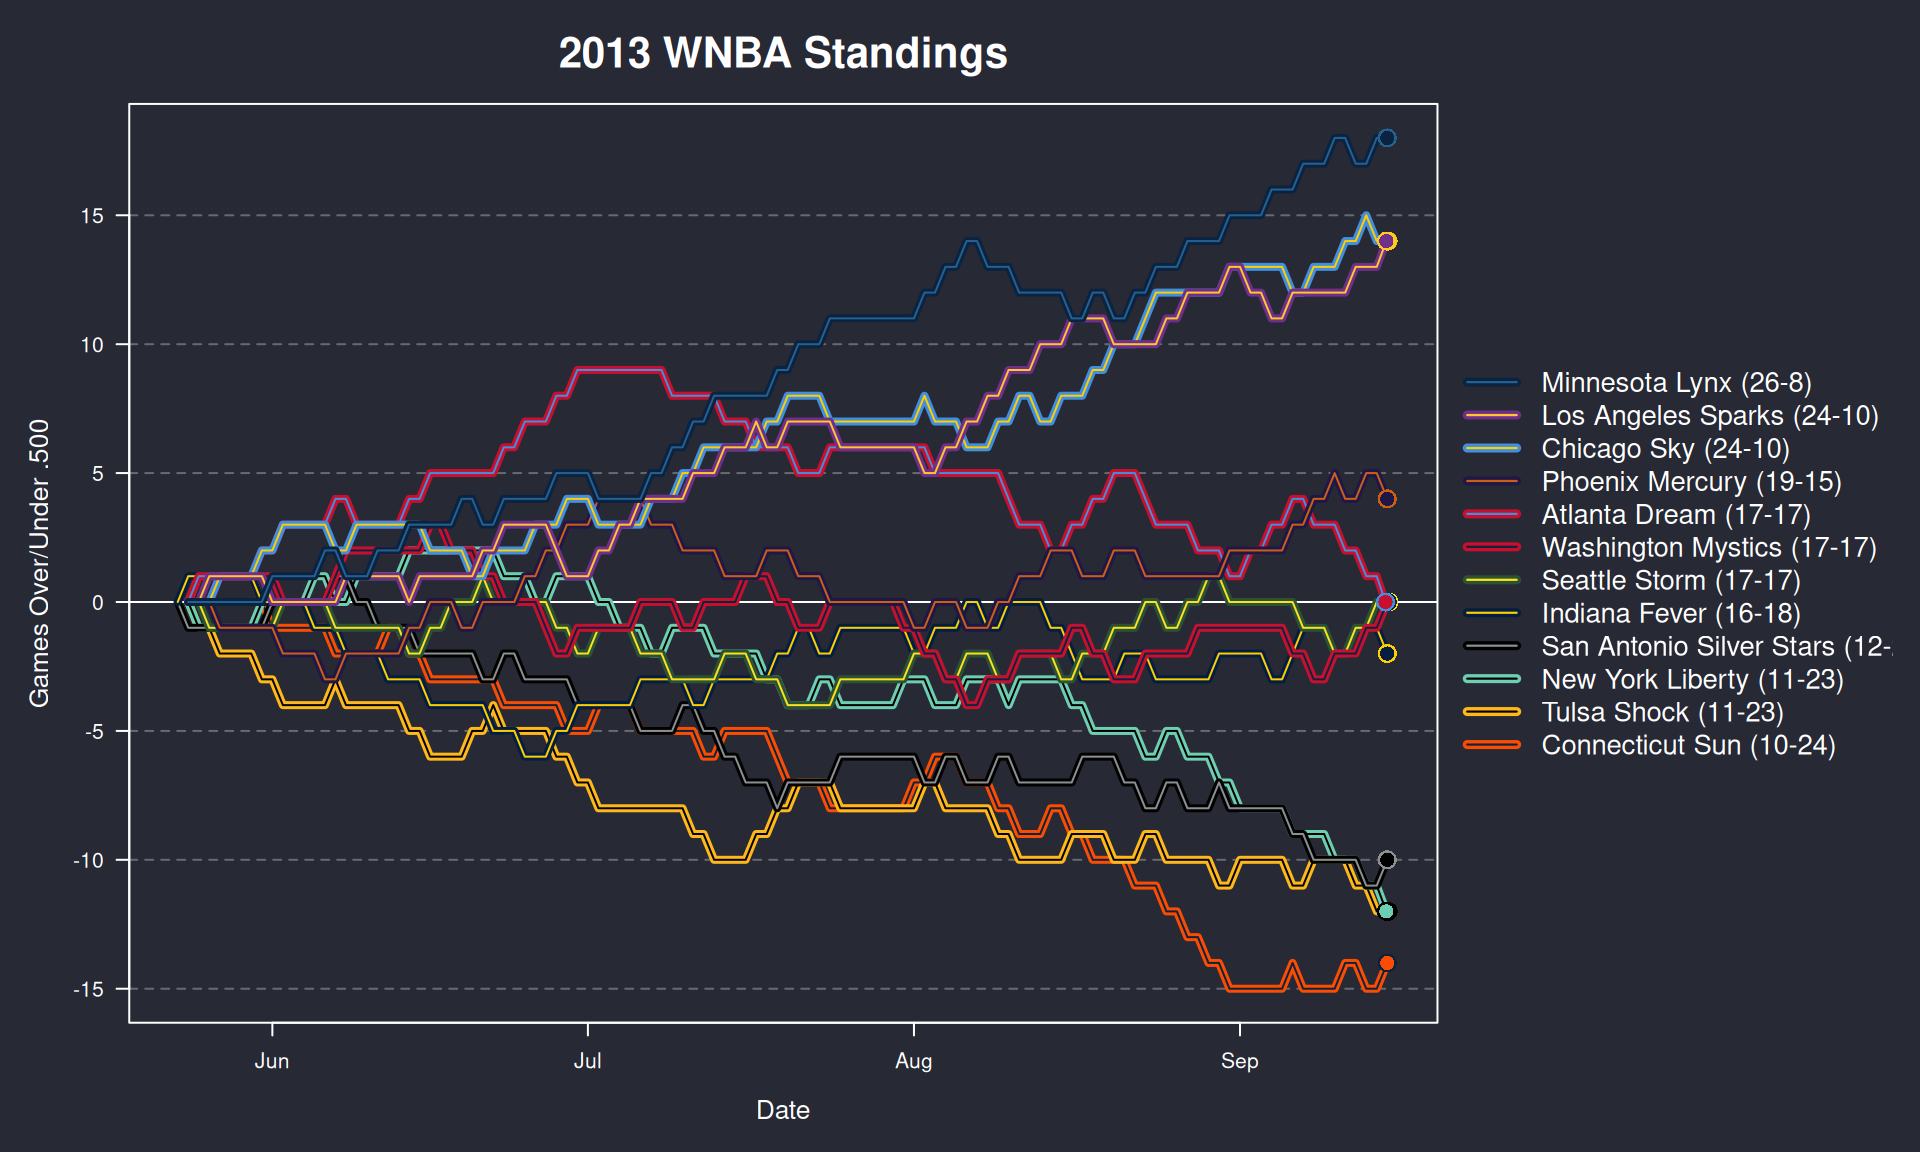 2013 WNBA Standings
Games Over/Under .500
15
10
5
0
-5
-10
-15
Jun
Jul
Aug
Sep
Date
Minnesota Lynx (26-8)
Los Angeles Sparks (24-10)
Chicago Sky (24-10)
Phoenix Mercury (19-15)
Atlanta Dream (17-17)
Washington Mystics (17-17)
Seattle Storm (17-17)
Indiana Fever (16-18)
San Antonio Silver Stars (12-
New York Liberty (11-23)
Tulsa Shock (11-23)
Connecticut Sun (10-24)